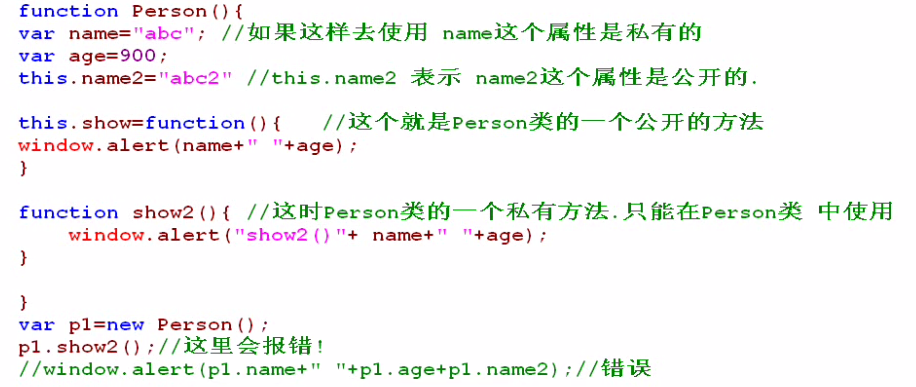 function Person(){
var name="abc"; //如果这样去使用 name这个属性是私有的
var age=900;
this.name2="abc2" //this.name2 表示 name2这个属性是公开的.
this.show=function(){ //这个就是Person类的一个公开的方法
window.alert(name+" "+age);
}
function show2(){ //这时Person类的一个私有方法.只能在Person类 中使用
window.alert("show2()"+ name+" "+age);
}
}
var p1=new Person();
p1.show2();//这里会报错!
//window.alert(p1.name+" "+p1.age+p1.name2);//错误